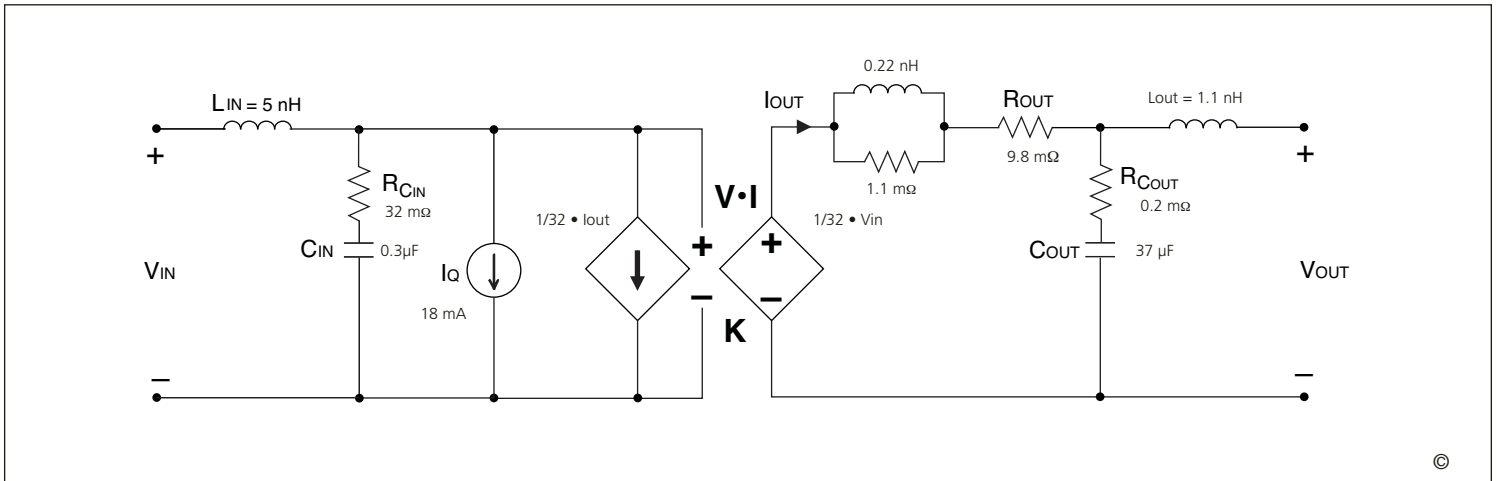 LIN = 5 nH
+
–
VIN
RCIN
32 mΩ
CIN
0.3µF
IQ
18 mA
1/32 • Iout
+
–
V•I
K
1/32 • Vin
+
–
IOUT
0.22 nH
1.1 mΩ
ROUT
9.8 mΩ
RCOUT
0.2 mΩ
COUT
37 µF
Lout = 1.1 nH
+
–
VOUT
©